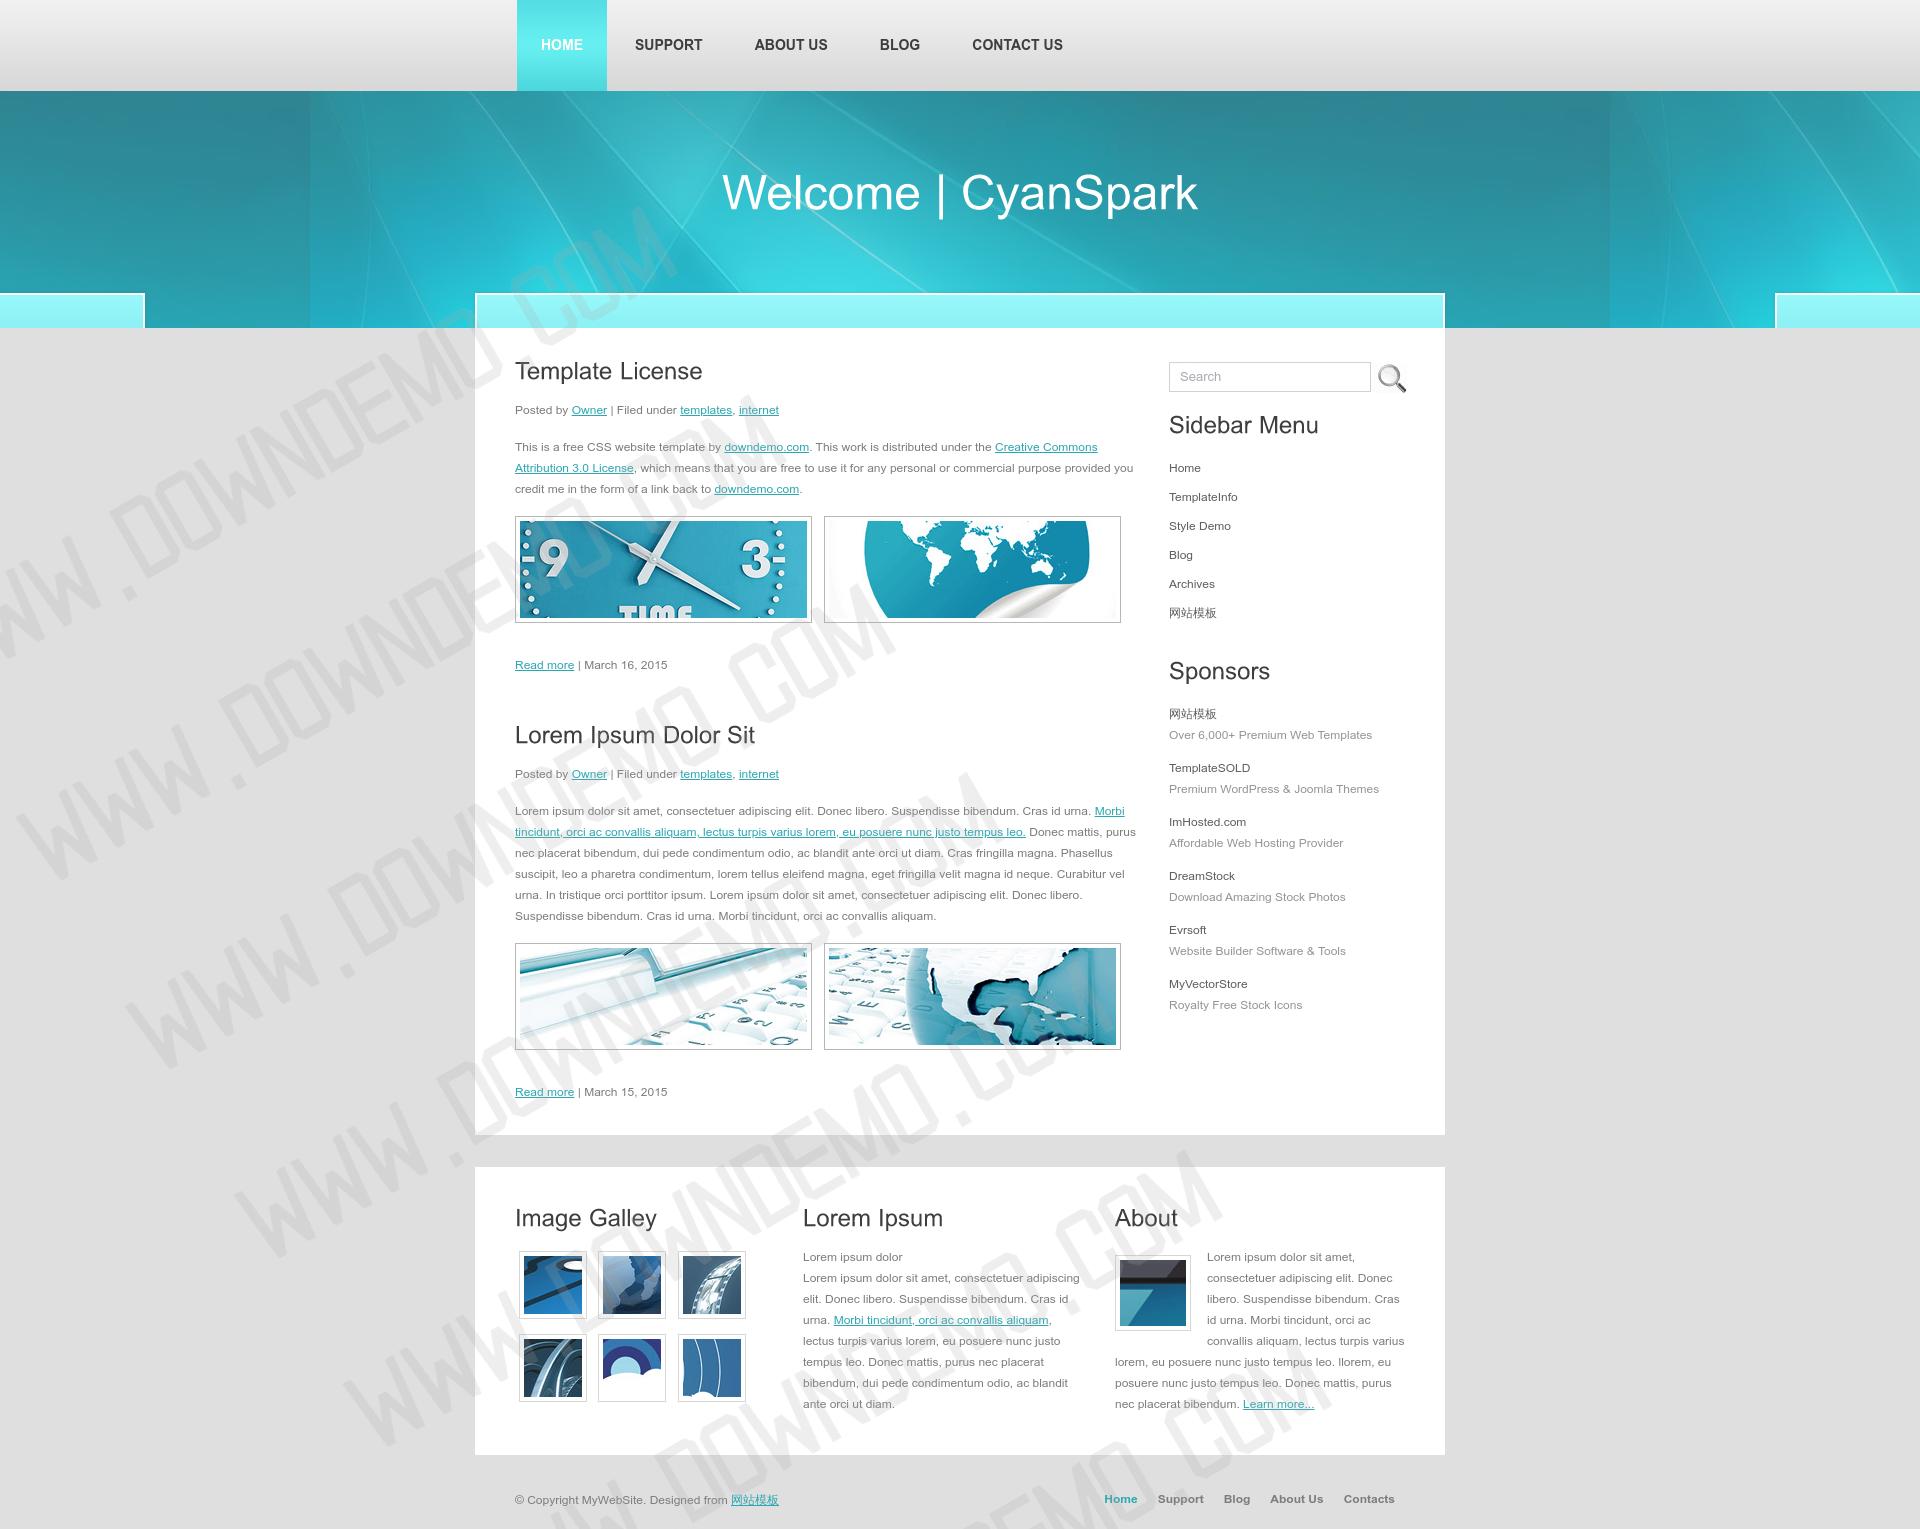 HOME
SUPPORT
ABOUT US
BLOG
CONTACT US
Welcome | CyanSpark
Template License
Posted by Owner | Filed under templates, internet
This is a free CSS website template by downdemo.com. This work is distributed under the Creative Commons
Attribution 3.0 License, which means that you are free to use it for any personal or commercial purpose provided you
credit me in the form of a link back to downdemo.com.
9
3
TIME
Read more | March 16, 2015
Lorem Ipsum Dolor Sit
Posted by Owner | Filed under templates, internet
Lorem ipsum dolor sit amet, consectetuer adipiscing elit. Donec libero. Suspendisse bibendum. Cras id urna. Morbi
tincidunt, orci ac convallis aliquam, lectus turpis varius lorem, eu posuere nunc justo tempus leo. Donec mattis, purus
nec placerat bibendum, dui pede condimentum odio, ac blandit ante orci ut diam. Cras fringilla magna. Phasellus
suscipit, leo a pharetra condimentum, lorem tellus eleifend magna, eget fringilla velit magna id neque. Curabitur vel
urna. In tristique orci porttitor ipsum. Lorem ipsum dolor sit amet, consectetuer adipiscing elit. Donec libero.
Suspendisse bibendum. Cras id urna. Morbi tincidunt, orci ac convallis aliquam.
Read more | March 15, 2015
Search
Sidebar Menu
Home
TemplateInfo
Style Demo
Blog
Archives
网站模板
Sponsors
网站模板
Over 6,000+ Premium Web Templates
TemplateSOLD
Premium WordPress & Joomla Themes
ImHosted.com
Affordable Web Hosting Provider
DreamStock
Download Amazing Stock Photos
Evrsoft
Website Builder Software & Tools
MyVectorStore
Royalty Free Stock Icons
Image Galley
Lorem Ipsum
Lorem ipsum dolor
Lorem ipsum dolor sit amet, consectetuer adipiscing
elit. Donec libero. Suspendisse bibendum. Cras id
urna. Morbi tincidunt, orci ac convallis aliquam,
lectus turpis varius lorem, eu posuere nunc justo
tempus leo. Donec mattis, purus nec placerat
bibendum, dui pede condimentum odio, ac blandit
ante orci ut diam.
About
Lorem ipsum dolor sit amet,
consectetuer adipiscing elit. Donec
libero. Suspendisse bibendum. Cras
id urna. Morbi tincidunt, orci ac
convallis aliquam, lectus turpis varius
lorem, eu posuere nunc justo tempus leo. llorem, eu
posuere nunc justo tempus leo. Donec mattis, purus
nec placerat bibendum. Learn more...
© Copyright MyWebSite. Designed from 网站模板
Home
Support
Blog
About Us
Contacts
WWW.DOWNDEMO.COM
WWW.DOWNDEMO.COM
WWW.DOWNDEMO.COM
WWW.DOWNDEMO.COM
WWW.DOWNDEMO.COM
WWW.DOWNDEMO.COM